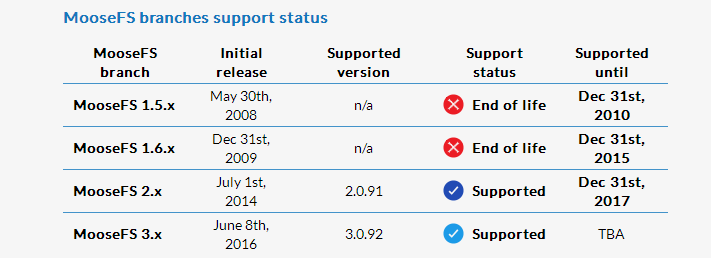 MooseFS branches support status
MooseFS branch Initial release Supported version Support status Supported until
MooseFS 1.5.x May 30th, 2008 n/a End of life Dec 31st, 2010
MooseFS 1.6.x Dec 31st, 2009 n/a End of life Dec 31st, 2015
MooseFS 2.x July 1st, 2014 2.0.91 Supported Dec 31st, 2017
MooseFS 3.x June 8th, 2016 3.0.92 Supported TBA